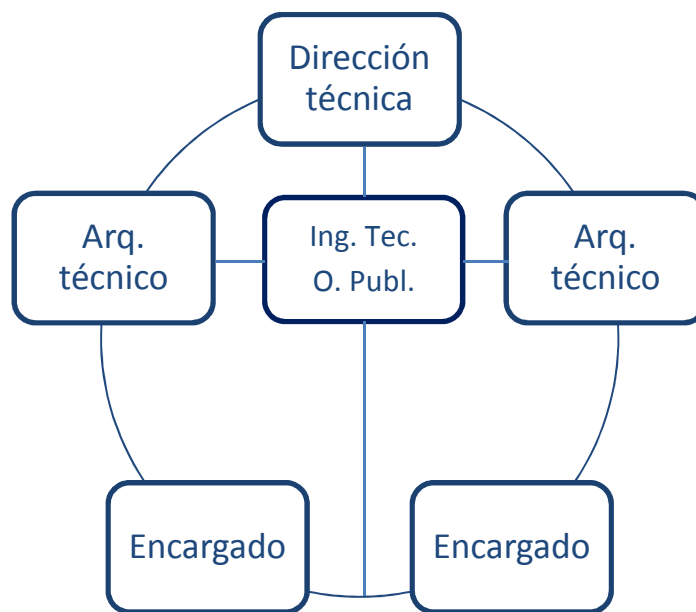 Dirección
técnica
Arq.
técnico
Ing. Tec.
O. Publ.
Arq.
técnico
Encargado
Encargado